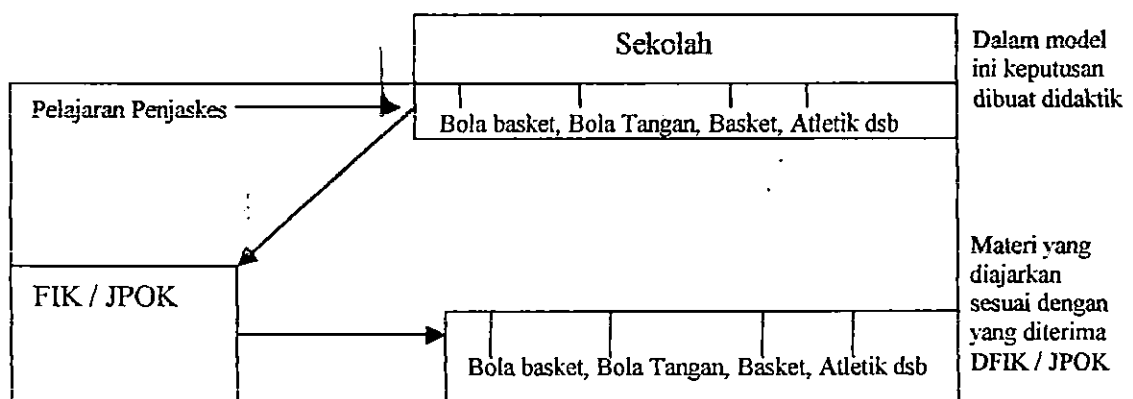 Sekolah
Dalam model
ini keputusan
dibuat didaktik
Pelajaran Penjaskes
Bola basket, Bola Tangan, Basket, Atletik dsb
FIK / JPOK
Materi yang
diajarkan
sesuai dengan
yang diterima
DFIK / JPOK
Bola basket, Bola Tangan, Basket, Atletik dsb